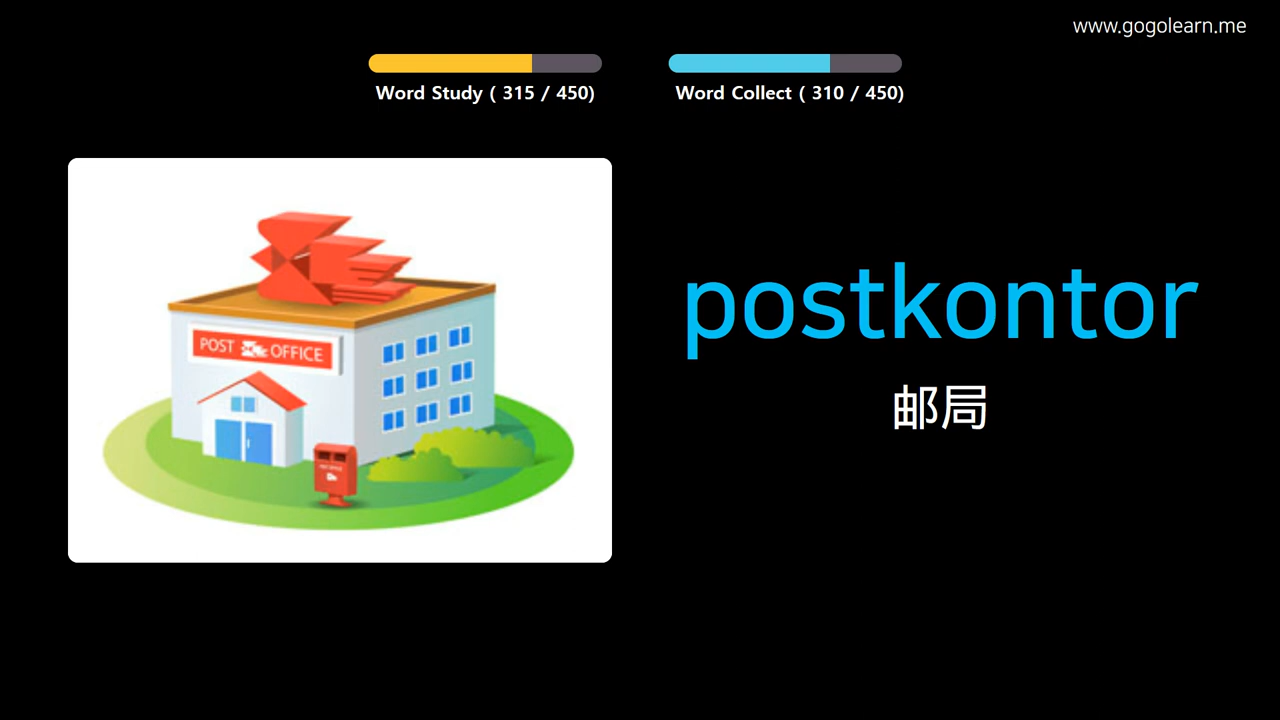 www.gogolearn.me
Word Study ( 315 / 450)
Word Collect ( 310 / 450)
POST OFFICE
postkontor
邮局